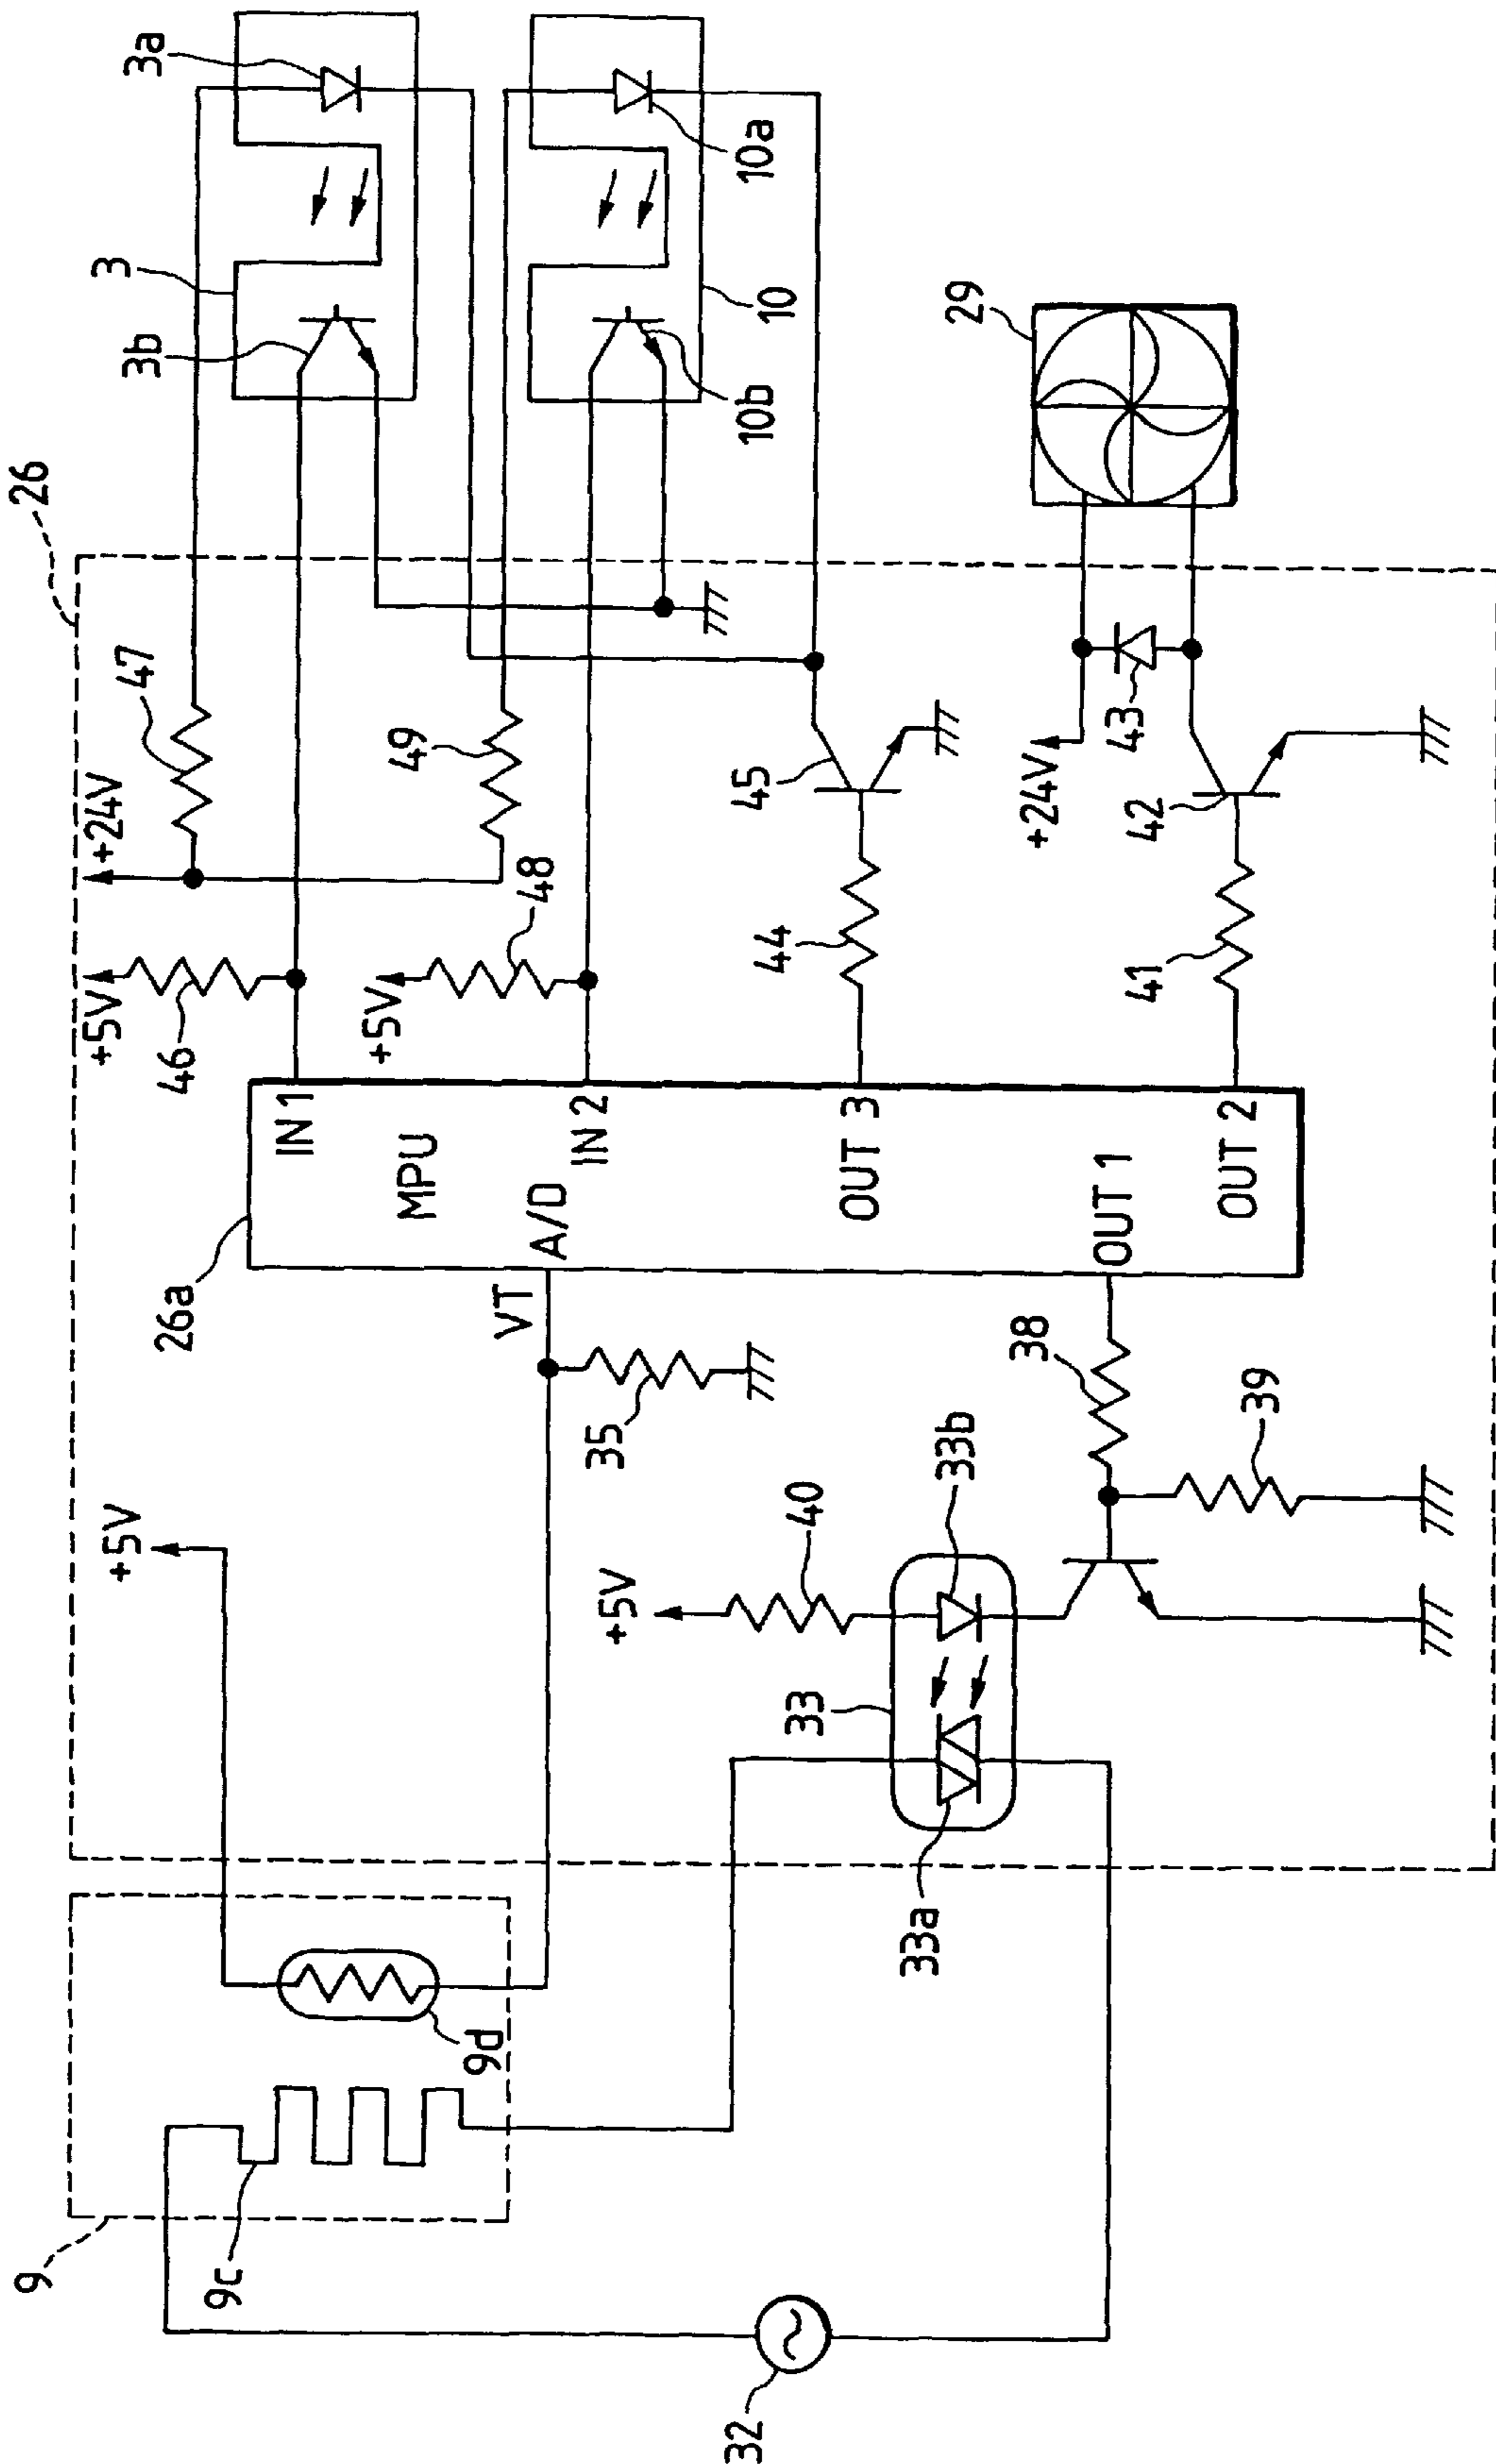 26
3a
3
3b
10a
10
10b
29
+24V
47
49
+5V
46
+5V
48
45
44
+24V
43
42
41
26a
MPU
IN 1
IN 2
A/D
OUT 3
OUT 1
OUT 2
VT
35
38
39
+5V
+5V
40
33b
33
33a
9
9c
9d
32